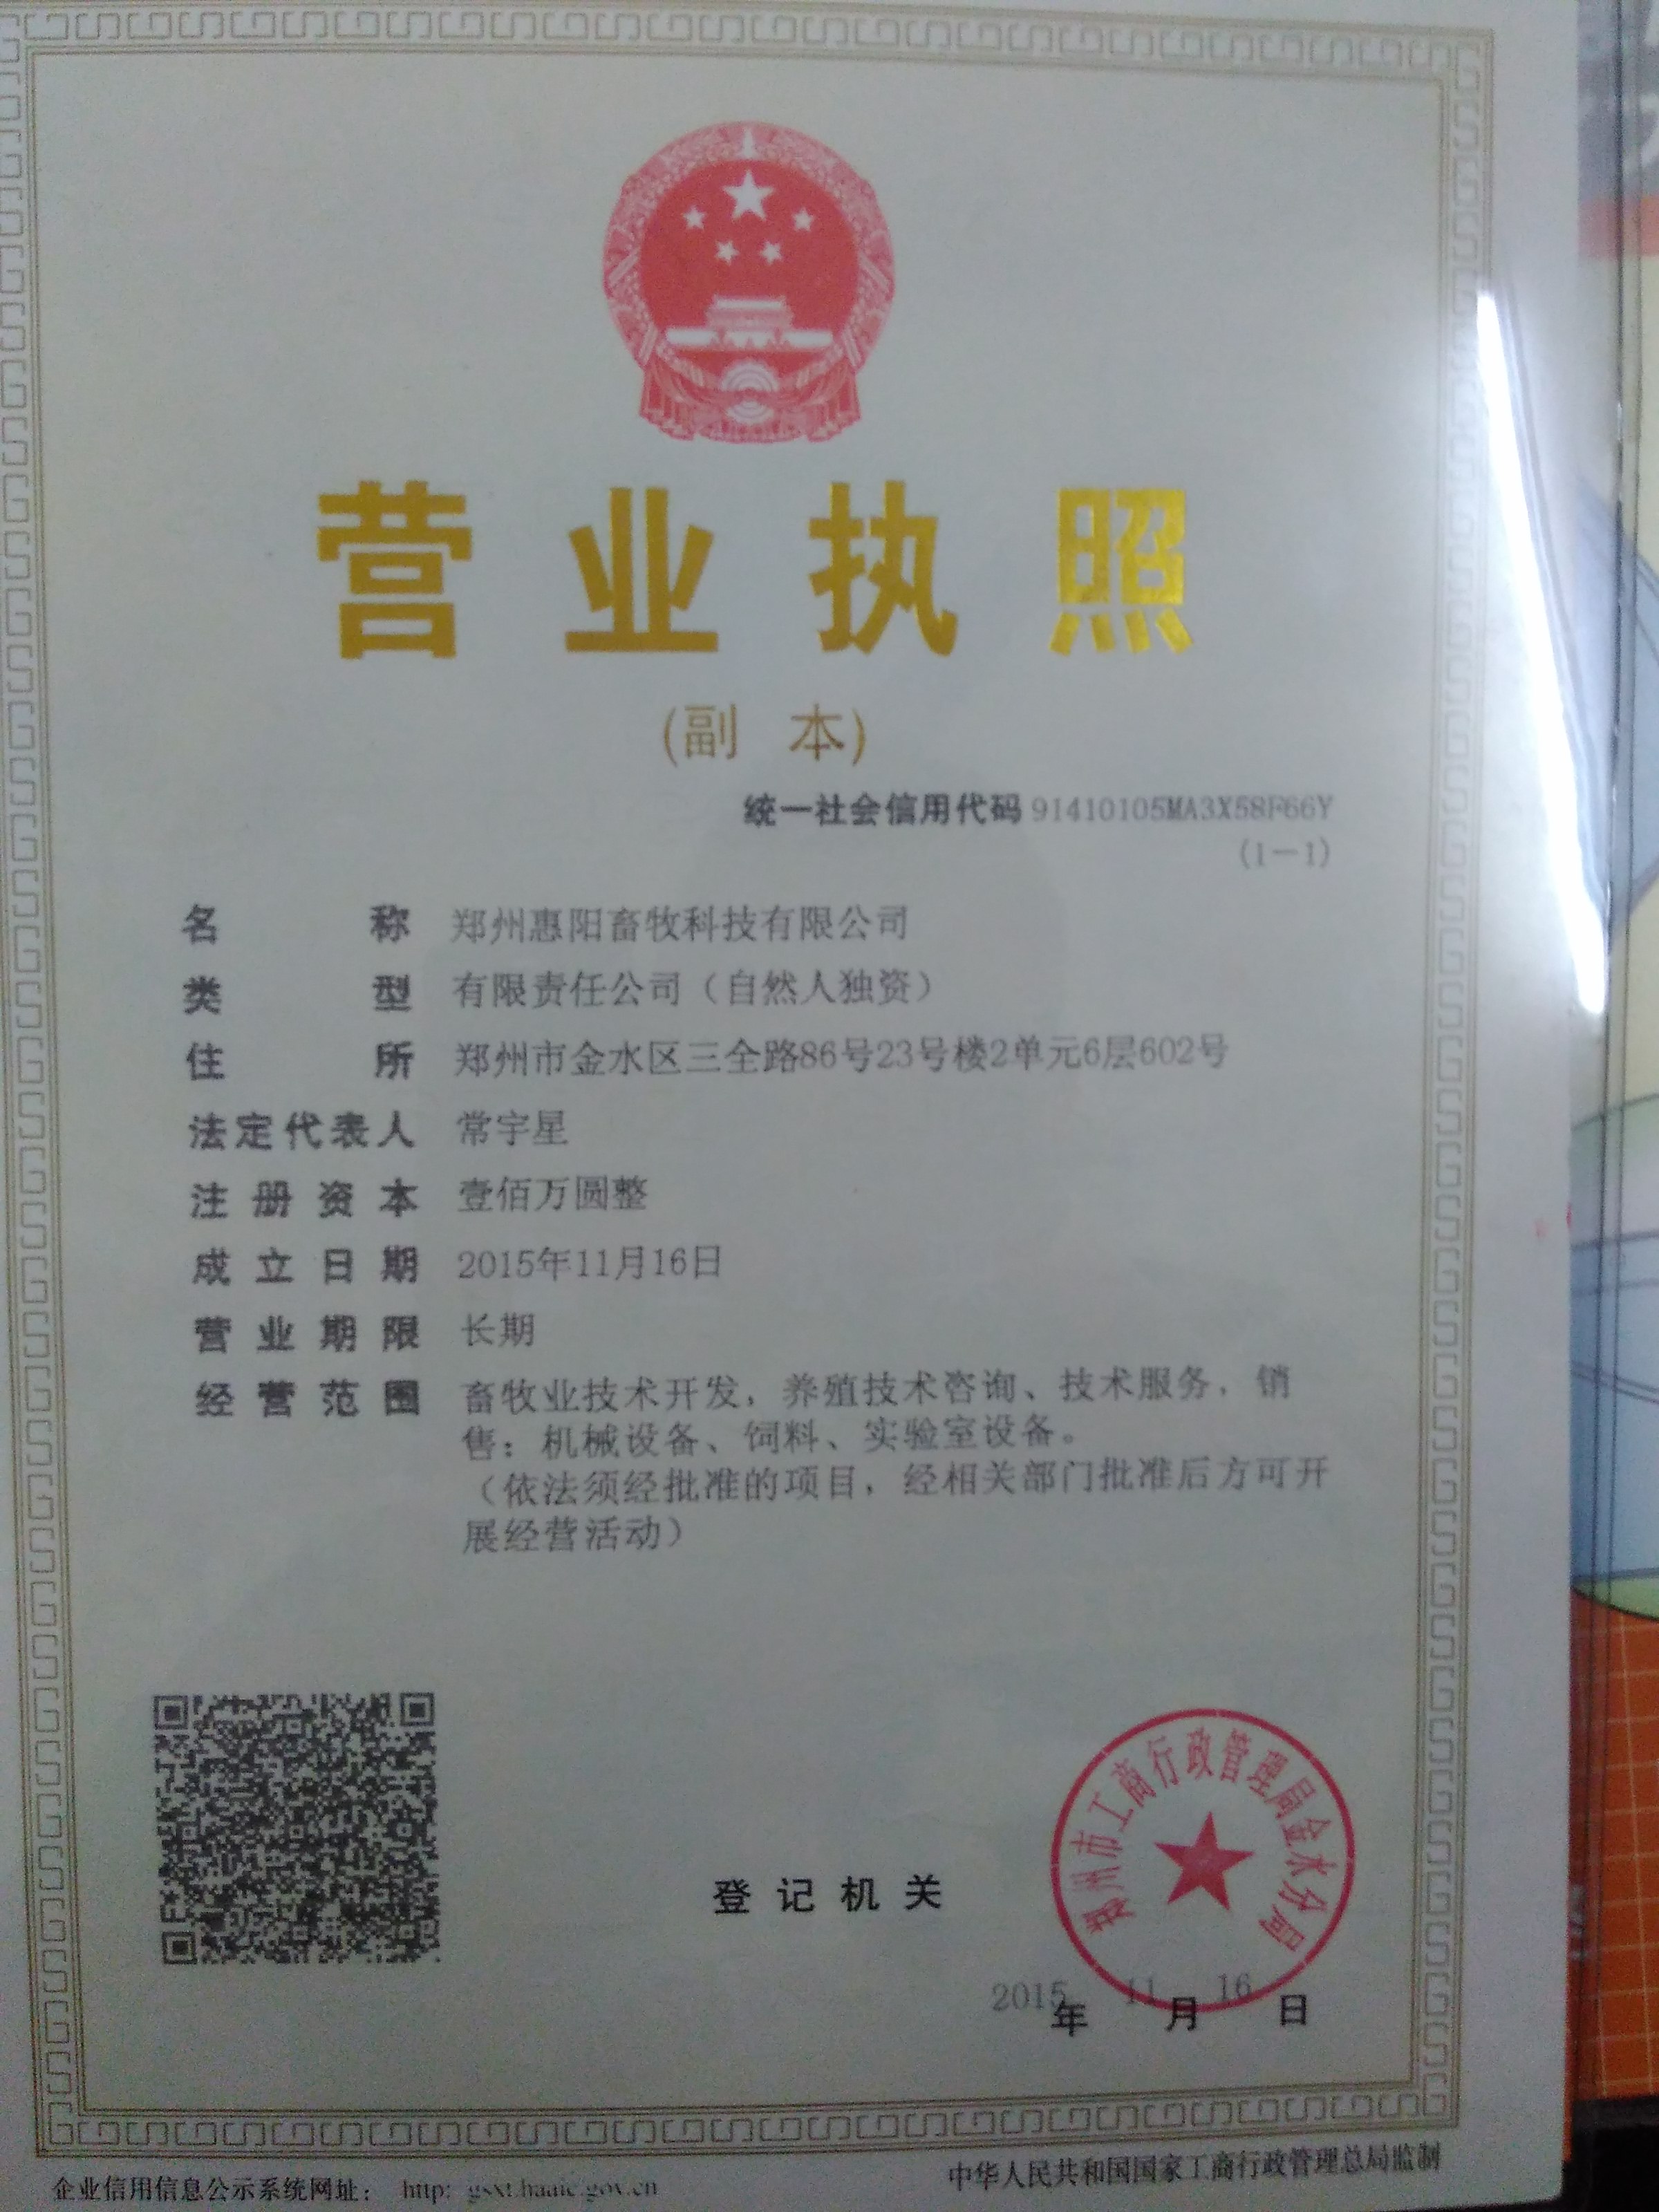 营业执照
(副 本)
统一社会信用代码 91410105MA3X58F66Y
(1-1)
名 称 郑州惠阳畜牧科技有限公司
类 型 有限责任公司（自然人独资）
住 所 郑州市金水区三全路86号23号楼2单元6层602号
法定代表人 常宇星
注 册 资 本 壹佰万圆整
成 立 日 期 2015年11月16日
营 业 期 限 长期
经 营 范 围 畜牧业技术开发，养殖技术咨询、技术服务，销
售：机械设备、饲料、实验室设备。
（依法须经批准的项目，经相关部门批准后方可开
展经营活动）
郑州市工商行政管理局金水分局
登 记 机 关
2015年 11月 16日
企业信用信息公示系统网址： http: gsxt.haaic.gov.cn
中华人民共和国国家工商行政管理总局监制